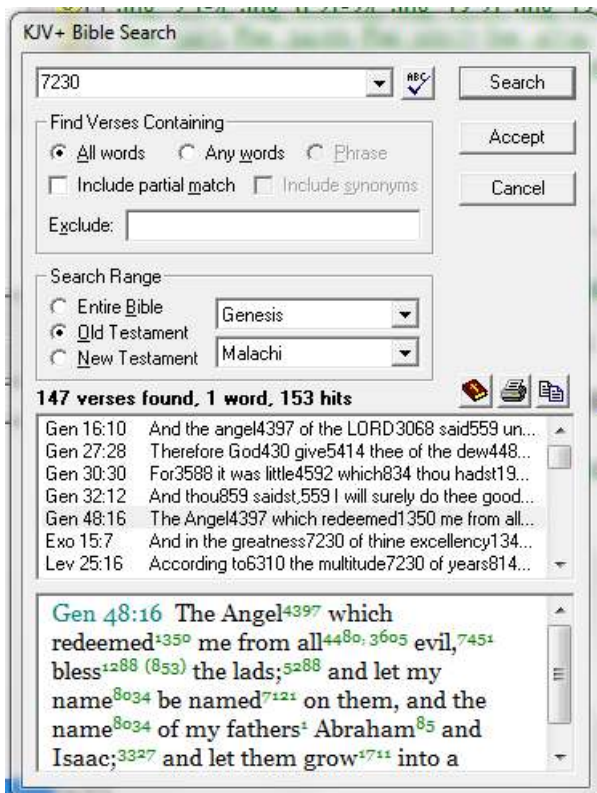 KJV+ Bible Search
7230
ABC
Search
Find Verses Containing
All words Any words Phrase
Accept
Include partial match Include synonyms
Cancel
Exclude:
Search Range
Entire Bible
Genesis
Old Testament
New Testament
Malachi
147 verses found, 1 word, 153 hits
Gen 16:10 And the angel4397 of the LORD3068 said559 un...
Gen 27:28 Therefore God430 give5414 thee of the dew448...
Gen 30:30 For3588 it was little4592 which834 thou hadst19...
Gen 32:12 And thou859 saidst,559 I will surely do thee good...
Gen 48:16 The Angel4397 which redeemed1350 me from all...
Exo 15:7 And in the greatness7230 of thine excellency134...
Lev 25:16 According to6310 the multitude7230 of years814...
Gen 48:16 The Angel4397 which
redeemed1350 me from all4480, 3605 evil,7451
bless1288 (853) the lads;5288 and let my
name8034 be named7121 on them, and the
name8034 of my fathers1 Abraham85 and
Isaac;3327 and let them grow1711 into a